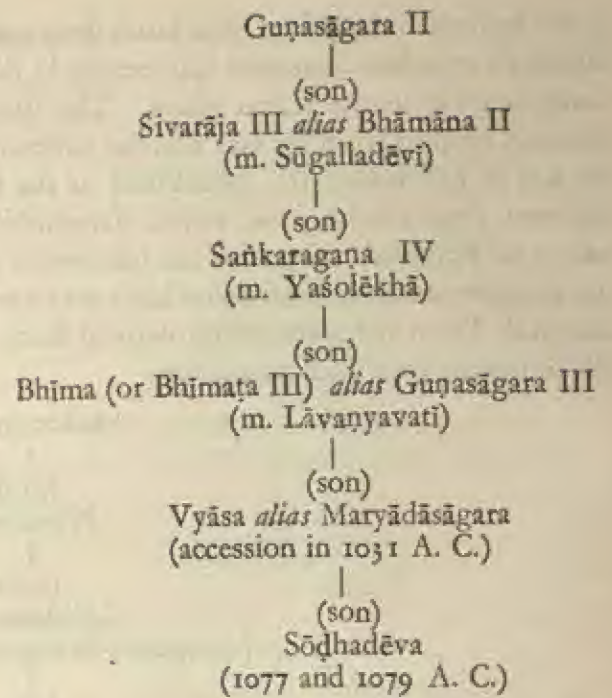 Guṇasāgara II
(son)
Sivarāja III alias Bhāmāna II
(m. Sūgalladēvī)
(son)
Śaṅkaragaṇa IV
(m. Yaśolēkhā)
(son)
Bhīma (or Bhīmaṭa III) alias Guṇasāgara III
(m. Lāvaṇyavatī)
(son)
Vyāsa alias Maryādāsāgara
(accession in 1031 A. C.)
(son)
Sōḍhadēva
(1077 and 1079 A. C.)